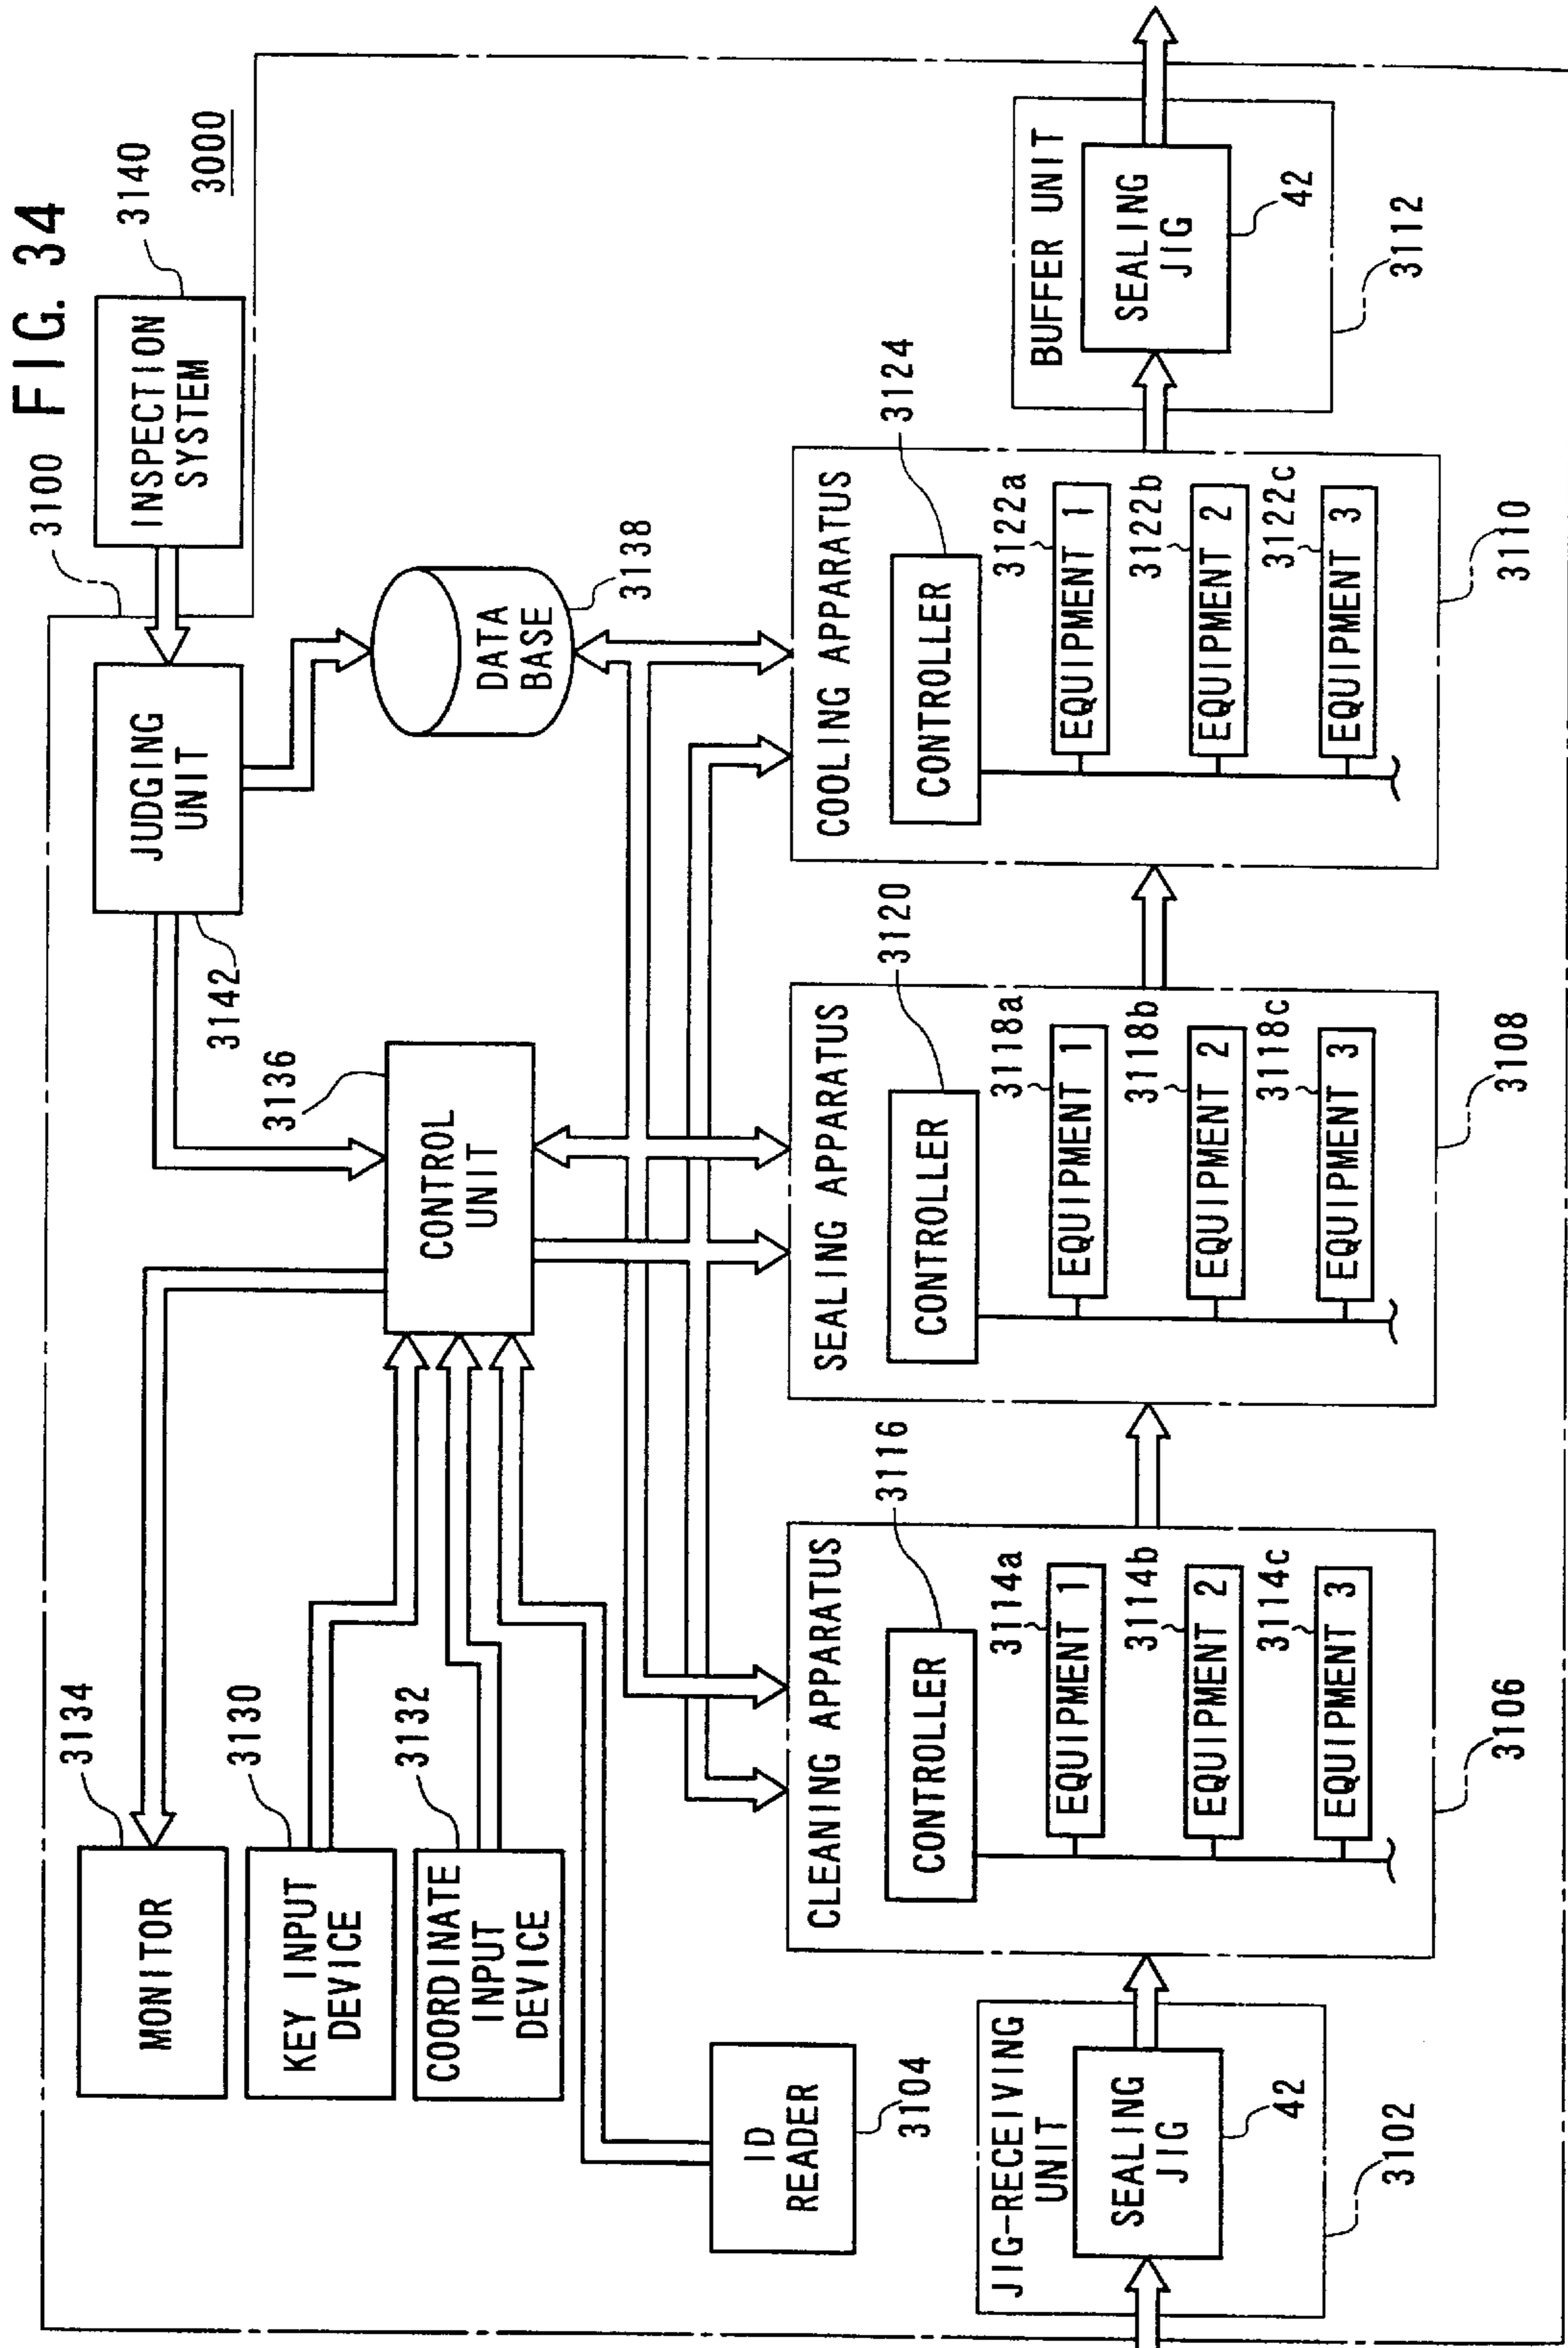 FIG. 34
3000
3100
3140
INSPECTION
SYSTEM
JUDGING
UNIT
3142
3134
MONITOR
3130
KEY INPUT
DEVICE
3132
COORDINATE
INPUT
DEVICE
3136
CONTROL
UNIT
DATA
BASE
3138
ID
READER
3104
JIG-RECEIVING
UNIT
SEALING
JIG
42
3102
CLEANING APPARATUS
3116
CONTROLLER
3114a
EQUIPMENT 1
3114b
EQUIPMENT 2
3114c
EQUIPMENT 3
3106
SEALING APPARATUS
3120
CONTROLLER
3118a
EQUIPMENT 1
3118b
EQUIPMENT 2
3118c
EQUIPMENT 3
3108
COOLING APPARATUS
3124
CONTROLLER
3122a
EQUIPMENT 1
3122b
EQUIPMENT 2
3122c
EQUIPMENT 3
3110
BUFFER UNIT
SEALING
JIG
42
3112